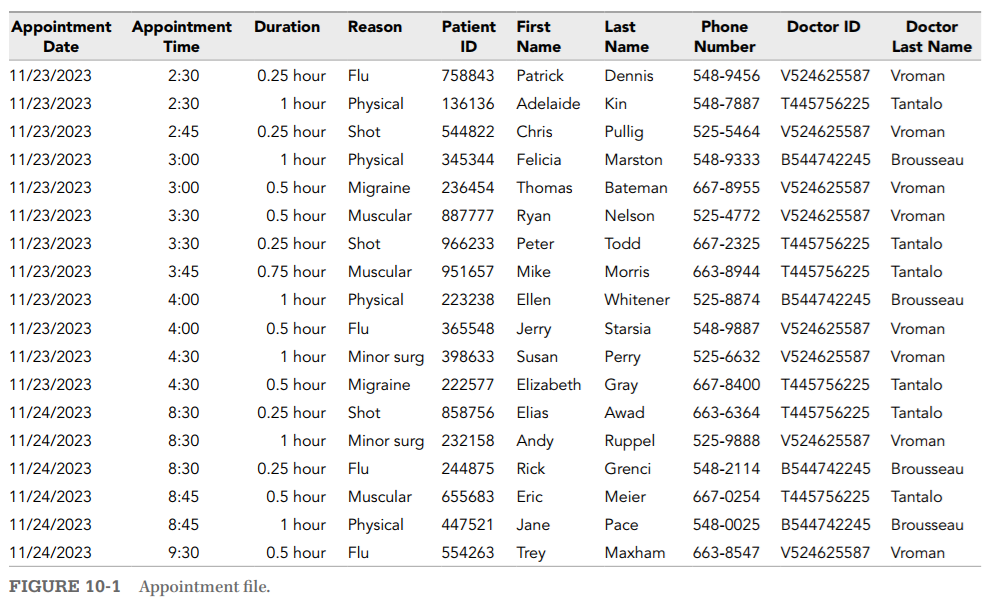 Appointment Date Appointment Time Duration Reason Patient ID First Name Last Name Phone Number Doctor ID Doctor Last Name
11/23/2023 2:30 0.25 hour Flu 758843 Patrick Dennis 548-9456 V524625587 Vroman
11/23/2023 2:30 1 hour Physical 136136 Adelaide Kin 548-7887 T445756225 Tantalo
11/23/2023 2:45 0.25 hour Shot 544822 Chris Pullig 525-5464 V524625587 Vroman
11/23/2023 3:00 1 hour Physical 345344 Felicia Marston 548-9333 B544742245 Brousseau
11/23/2023 3:00 0.5 hour Migraine 236454 Thomas Bateman 667-8955 V524625587 Vroman
11/23/2023 3:30 0.5 hour Muscular 887777 Ryan Nelson 525-4772 V524625587 Vroman
11/23/2023 3:30 0.25 hour Shot 966233 Peter Todd 667-2325 T445756225 Tantalo
11/23/2023 3:45 0.75 hour Muscular 951657 Mike Morris 663-8944 T445756225 Tantalo
11/23/2023 4:00 1 hour Physical 223238 Ellen Whitener 525-8874 B544742245 Brousseau
11/23/2023 4:00 0.5 hour Flu 365548 Jerry Starsia 548-9887 V524625587 Vroman
11/23/2023 4:30 1 hour Minor surg 398633 Susan Perry 525-6632 V524625587 Vroman
11/23/2023 4:30 0.5 hour Migraine 222577 Elizabeth Gray 667-8400 T445756225 Tantalo
11/24/2023 8:30 0.25 hour Shot 858756 Elias Awad 663-6364 T445756225 Tantalo
11/24/2023 8:30 1 hour Minor surg 232158 Andy Ruppel 525-9888 V524625587 Vroman
11/24/2023 8:30 0.25 hour Flu 244875 Rick Grenci 548-2114 B544742245 Brousseau
11/24/2023 8:45 0.5 hour Muscular 655683 Eric Meier 667-0254 T445756225 Tantalo
11/24/2023 8:45 1 hour Physical 447521 Jane Pace 548-0025 B544742245 Brousseau
11/24/2023 9:30 0.5 hour Flu 554263 Trey Maxham 663-8547 V524625587 Vroman
FIGURE 10-1 Appointment file.